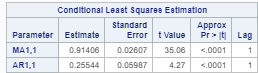 Conditional Least Squares Estimation
Parameter Estimate Standard Error t Value Approx Pr > |t| Lag
MA1,1 0.91406 0.02607 35.06 <.0001 1
AR1,1 0.25544 0.05987 4.27 <.0001 1